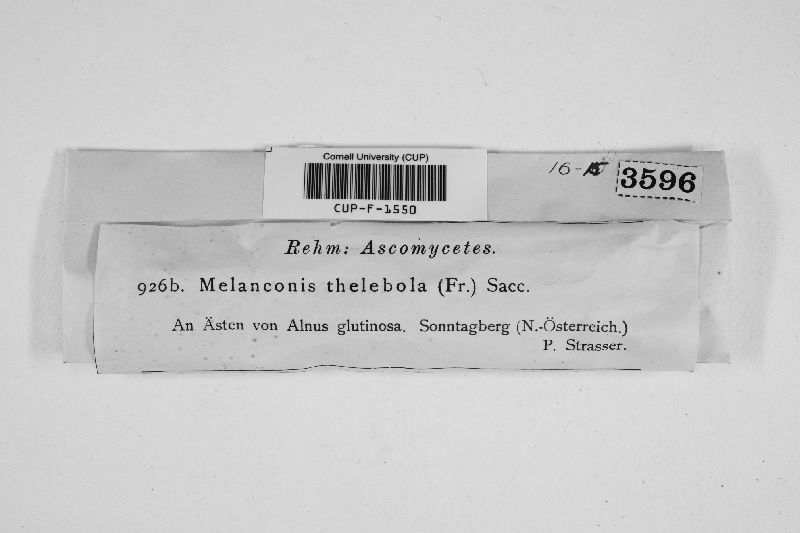 Cornell University (CUP)
CUP-F-1550
16-
3596
Rehm: Ascomycetes.
926b. Melanconis thelebola (Fr.) Sacc.
An Ästen von Alnus glutinosa. Sonntagberg (N.-Österreich.)
P. Strasser.